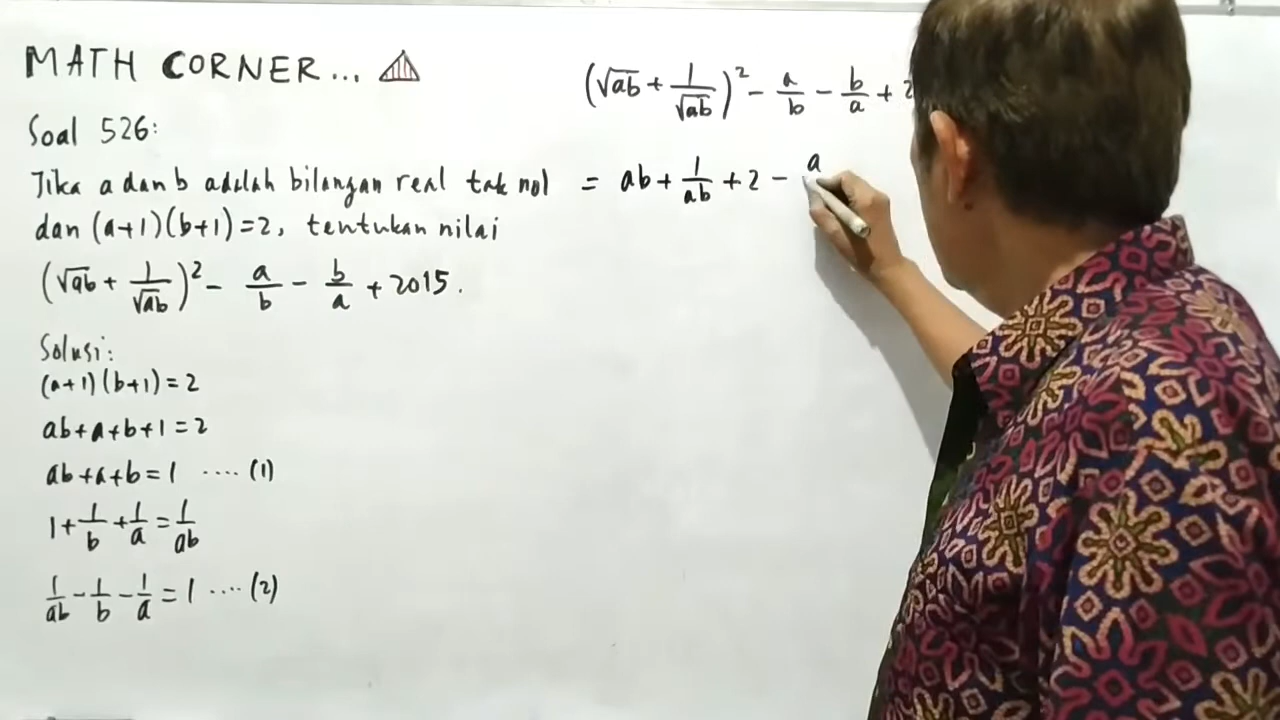 MATH CORNER...
Soal 526:
Jika a dan b adalah bilangan real tak nol
dan (a+1)(b+1)=2, tentukan nilai
(√ab + 1/√ab)² - a/b - b/a + 2015.
Solusi:
(a+1)(b+1)=2
ab+a+b+1=2
ab+a+b=1 ....(1)
1+1/b+1/a=1/ab
1/ab-1/b-1/a=1 ....(2)
(√ab + 1/√ab)² - a/b - b/a + 2
= ab + 1/ab + 2 - a